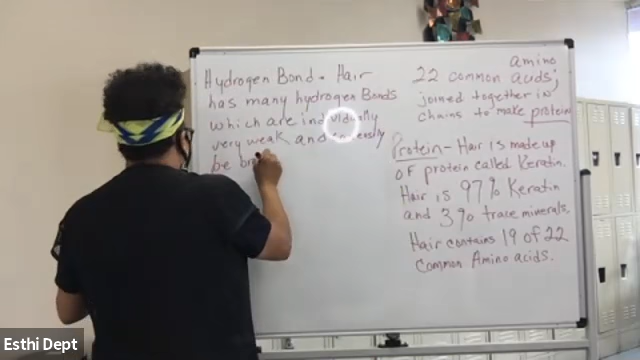 Hydrogen Bond - Hair
has many hydrogen Bonds
which are individually
very weak and can easily
be bro
amino
22 common acids;
joined together in
chains to make protein
Protein - Hair is made up
of protein called Keratin.
Hair is 97% Keratin
and 3% trace minerals.
Hair contains 19 of 22
Common Amino acids.
Esthi Dept